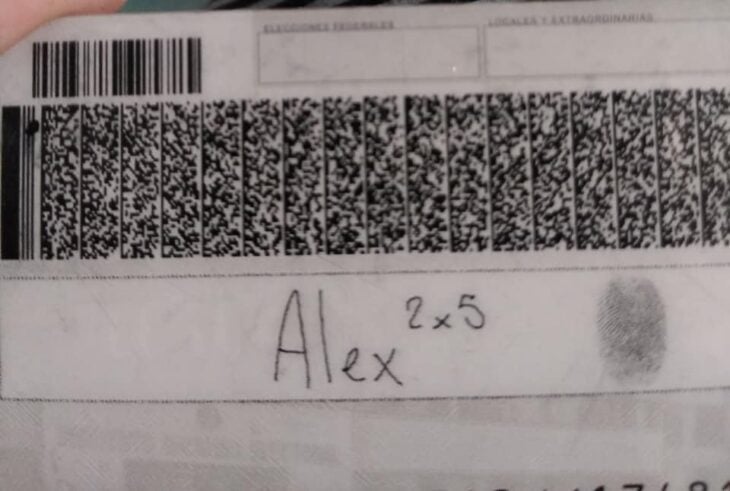 ELECCIONES FEDERALES
LOCALES Y EXTRAORDINARIAS
Alex 2x5